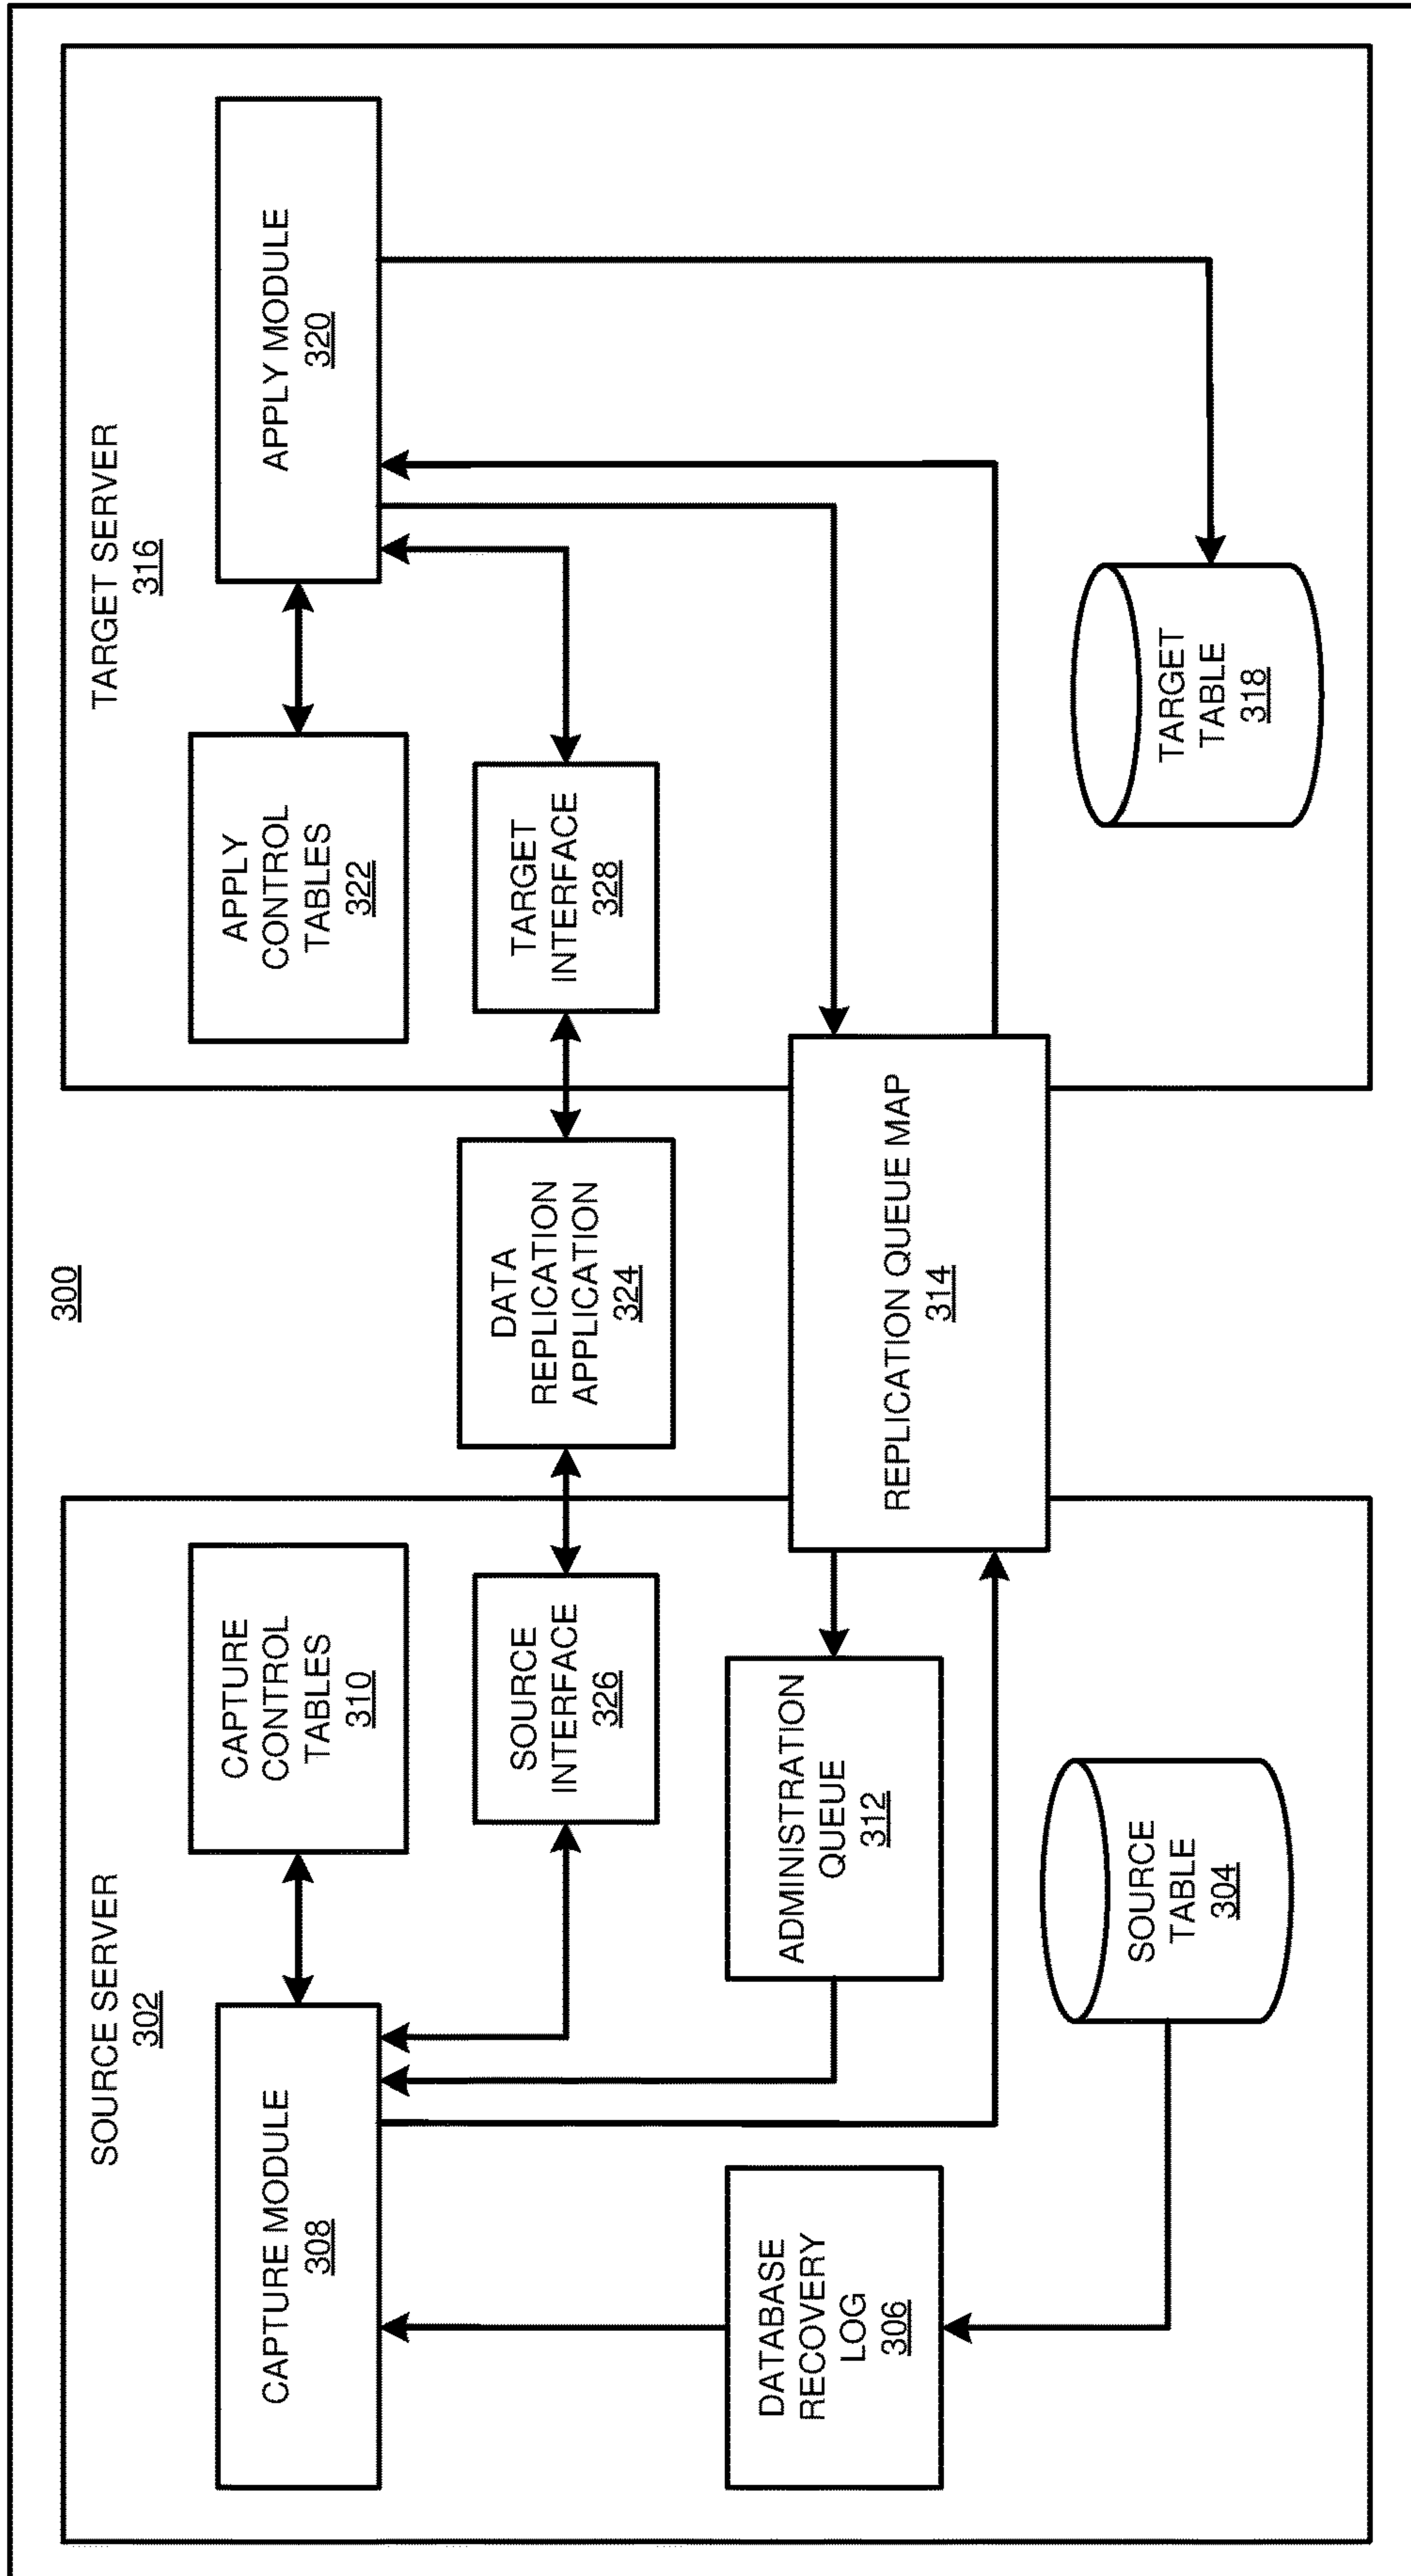 300
SOURCE SERVER
302
CAPTURE MODULE
308
CAPTURE
CONTROL
TABLES
310
SOURCE
INTERFACE
326
DATABASE
RECOVERY
LOG
306
ADMINISTRATION
QUEUE
312
SOURCE
TABLE
304
DATA
REPLICATION
APPLICATION
324
REPLICATION QUEUE MAP
314
TARGET SERVER
316
APPLY
CONTROL
TABLES
322
APPLY MODULE
320
TARGET
INTERFACE
328
TARGET
TABLE
318